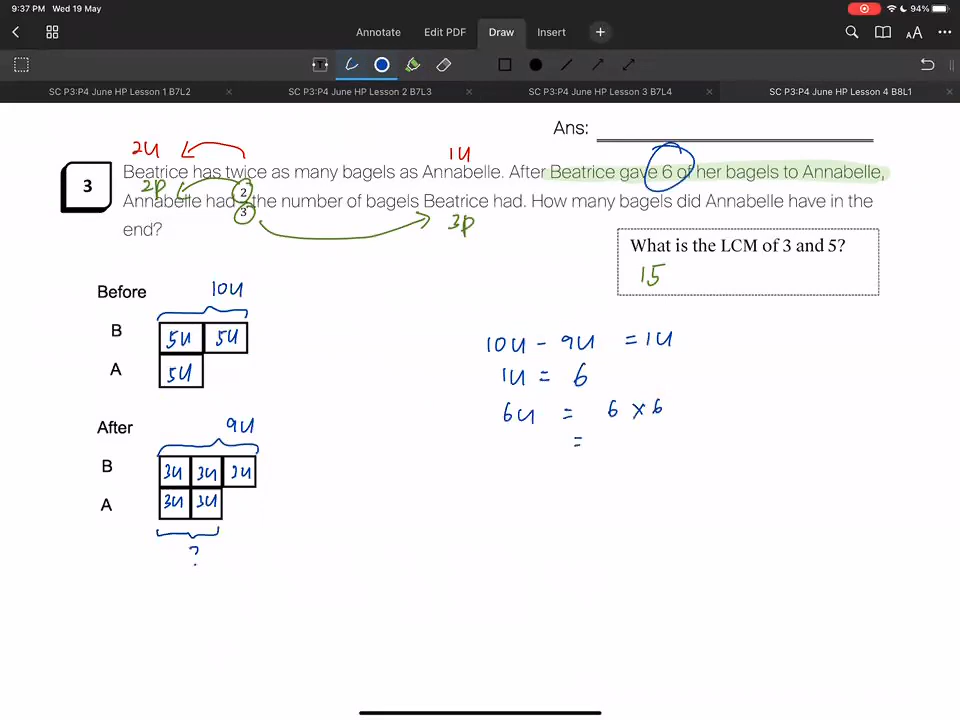 9:37 PM Wed 19 May
94%
Annotate Edit PDF Draw Insert
AA
T
SC P3:P4 June HP Lesson 1 B7L2 × SC P3:P4 June HP Lesson 2 B7L3 × SC P3:P4 June HP Lesson 3 B7L4 × SC P3:P4 June HP Lesson 4 B8L1 ×
Ans:
2u 1u
3 Beatrice has twice as many bagels as Annabelle. After Beatrice gave 6 of her bagels to Annabelle,
2p
Annabelle had 2/3 the number of bagels Beatrice had. How many bagels did Annabelle have in the
3p
end?
What is the LCM of 3 and 5?
15
Before 10u
B 5u 5u
A 5u
10u - 9u = 1u
1u = 6
6u = 6 × 6
=
After 9u
B 3u 3u 3u
A 3u 3u
?